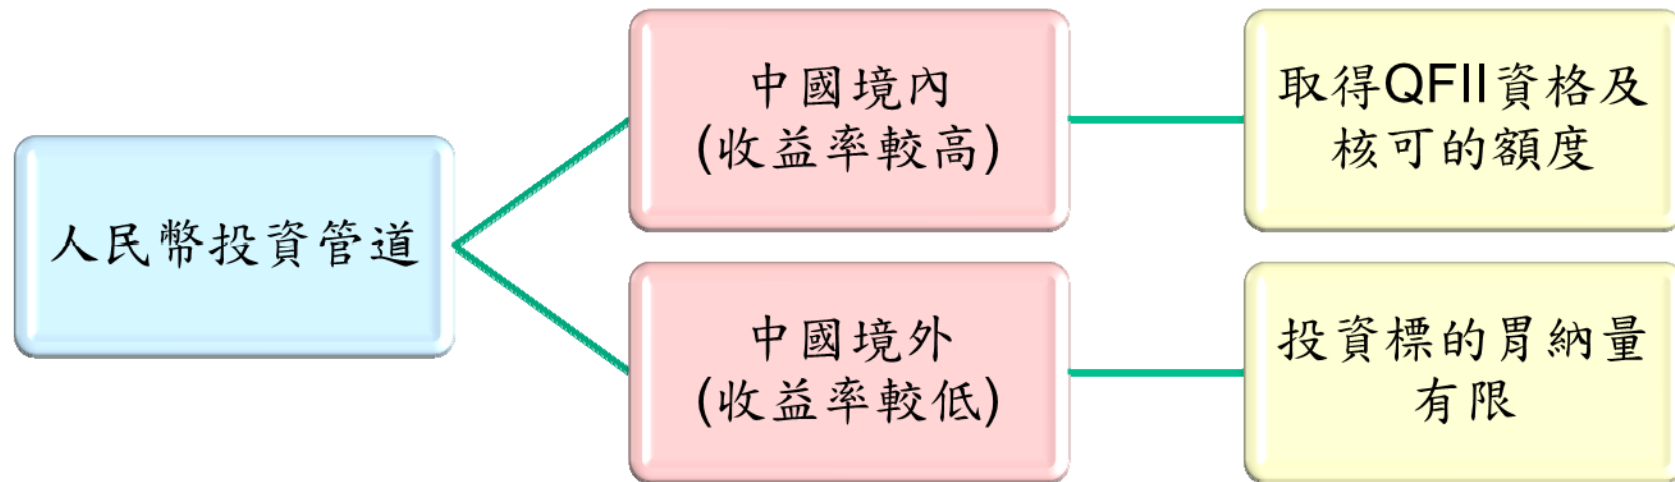 人民幣投資管道
中國境內
(收益率較高)
取得QFII資格及
核可的額度
中國境外
(收益率較低)
投資標的胃納量
有限